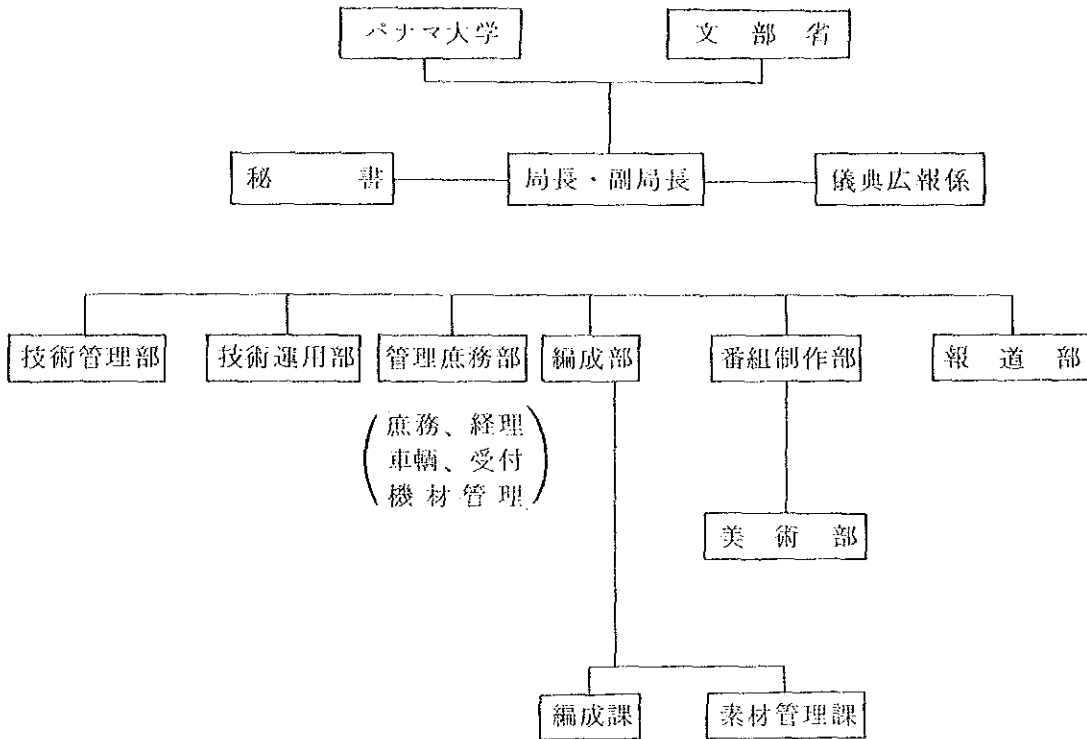 パナマ大学
文部省
秘書
局長・副局長
儀典広報係
技術管理部
技術運用部
管理庶務部
編成部
番組制作部
報道部
庶務、経理
車輌、受付
機材管理
美術部
編成課
素材管理課